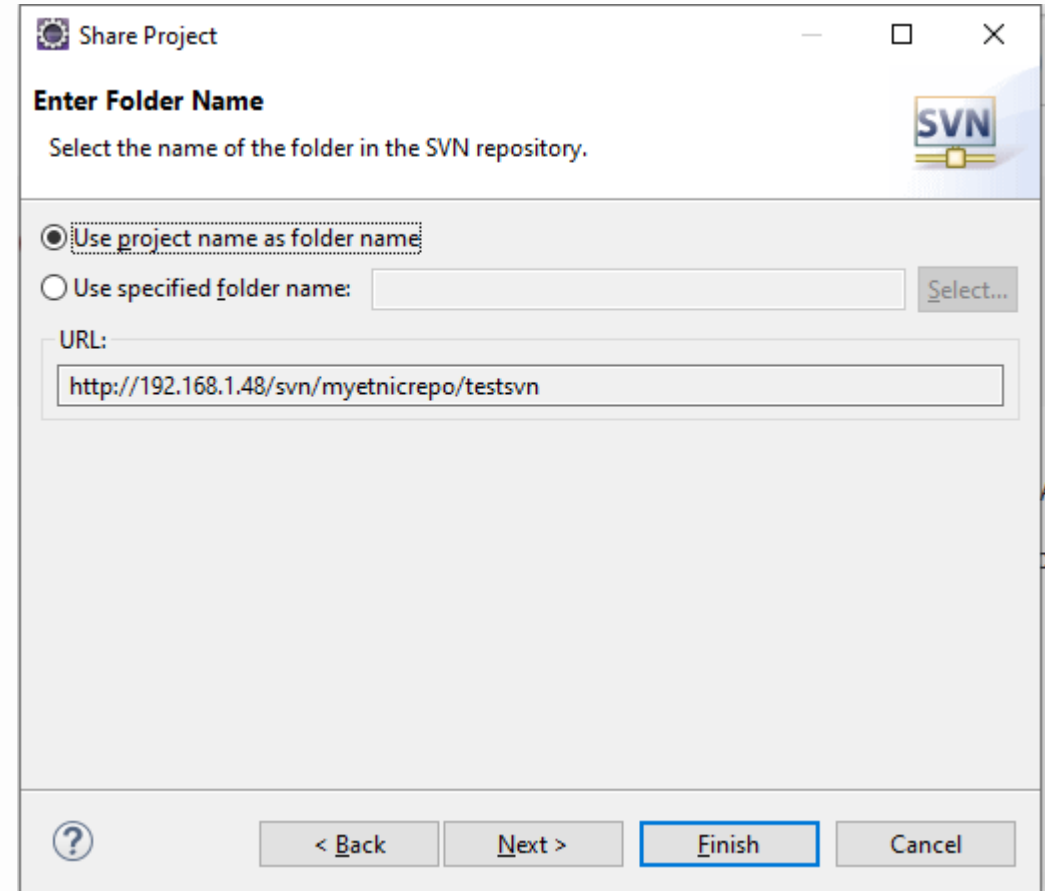 Share Project
Enter Folder Name
Select the name of the folder in the SVN repository.
SVN
Use project name as folder name
Use specified folder name:
Select...
URL:
http://192.168.1.48/svn/myetnicrepo/testsvn
?
< Back
Next >
Finish
Cancel